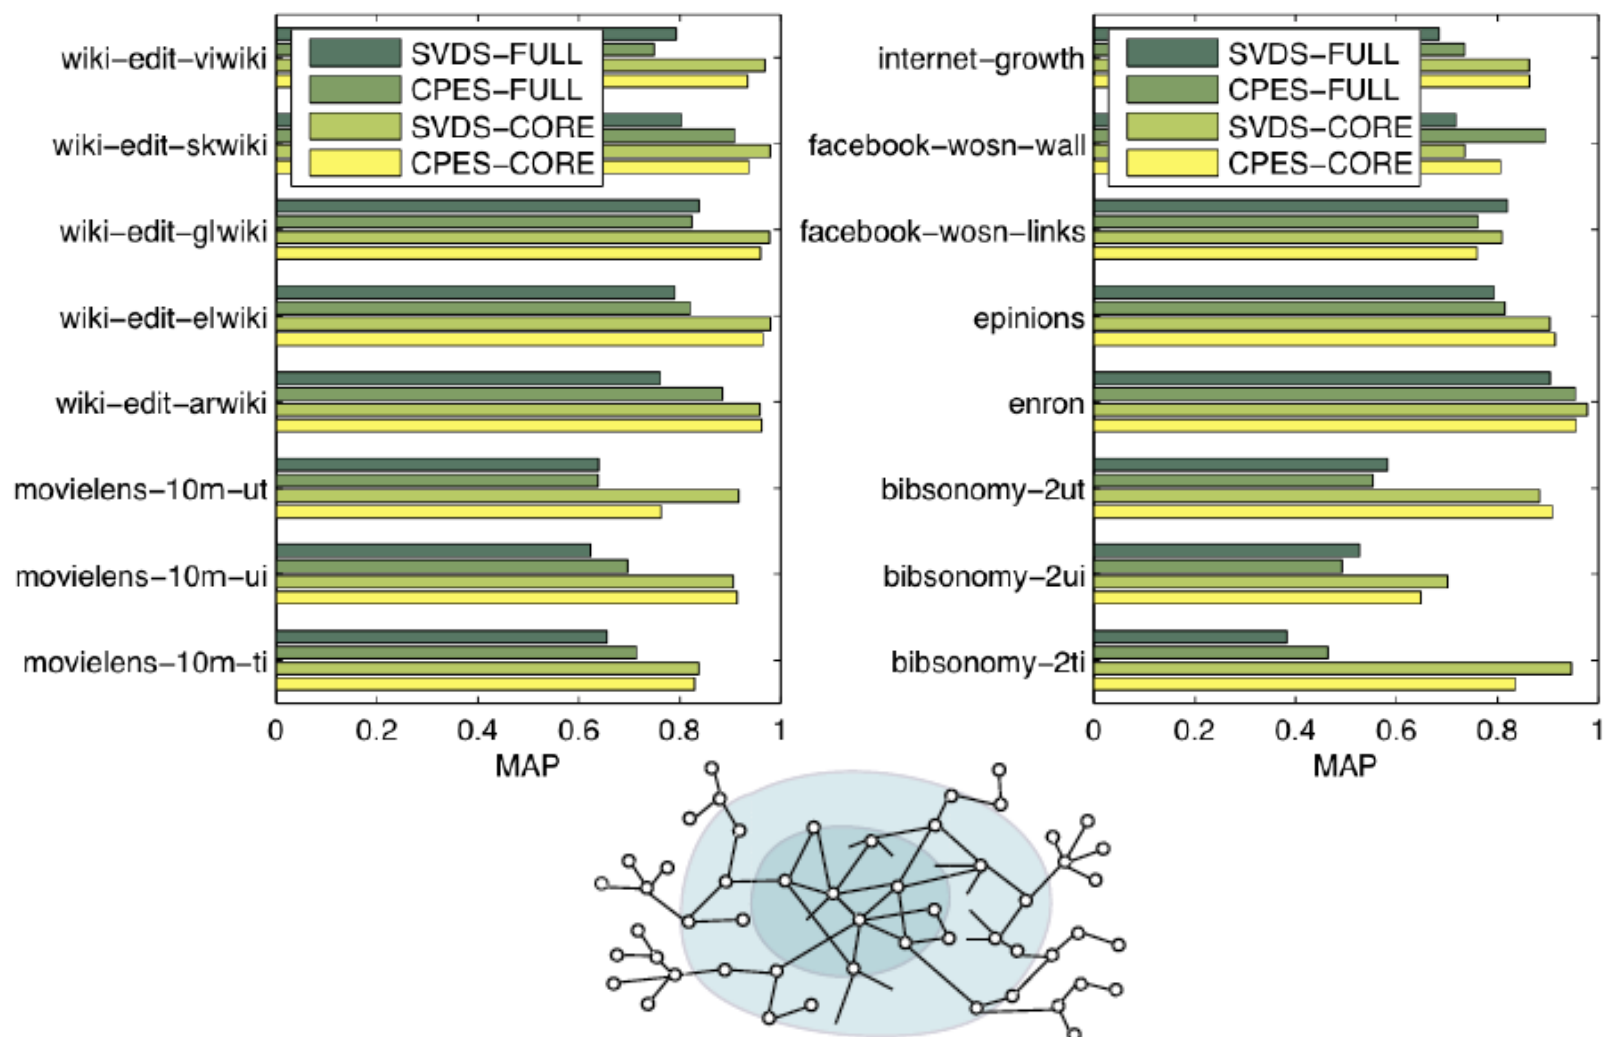 SVDS−FULL
CPES−FULL
SVDS−CORE
CPES−CORE
wiki−edit−viwiki
wiki−edit−skwiki
wiki−edit−glwiki
wiki−edit−elwiki
wiki−edit−arwiki
movielens−10m−ut
movielens−10m−ui
movielens−10m−ti
0 0.2 0.4 0.6 0.8 1
MAP
SVDS−FULL
CPES−FULL
SVDS−CORE
CPES−CORE
internet−growth
facebook−wosn−wall
facebook−wosn−links
epinions
enron
bibsonomy−2ut
bibsonomy−2ui
bibsonomy−2ti
0 0.2 0.4 0.6 0.8 1
MAP